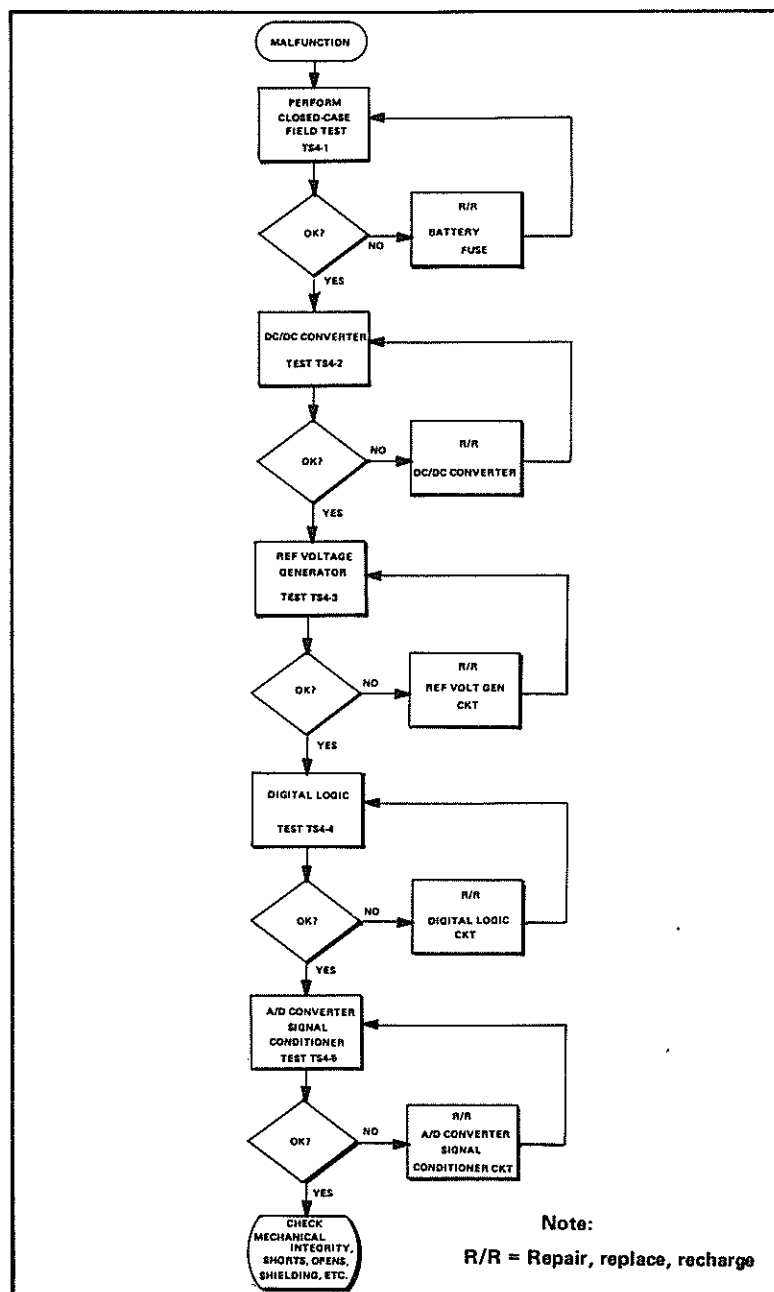 MALFUNCTION
PERFORM
CLOSED-CASE
FIELD TEST
TS4-1
OK?
NO
R/R
BATTERY
FUSE
YES
DC/DC CONVERTER
TEST TS4-2
OK?
NO
R/R
DC/DC CONVERTER
YES
REF VOLTAGE
GENERATOR
TEST TS4-3
OK?
NO
R/R
REF VOLT GEN
CKT
YES
DIGITAL LOGIC
TEST TS4-4
OK?
NO
R/R
DIGITAL LOGIC
CKT
YES
A/D CONVERTER
SIGNAL
CONDITIONER
TEST TS4-5
OK?
NO
R/R
A/D CONVERTER
SIGNAL
CONDITIONER CKT
YES
CHECK
MECHANICAL
INTEGRITY,
SHORTS, OPENS,
SHIELDING, ETC.
Note:
R/R = Repair, replace, recharge